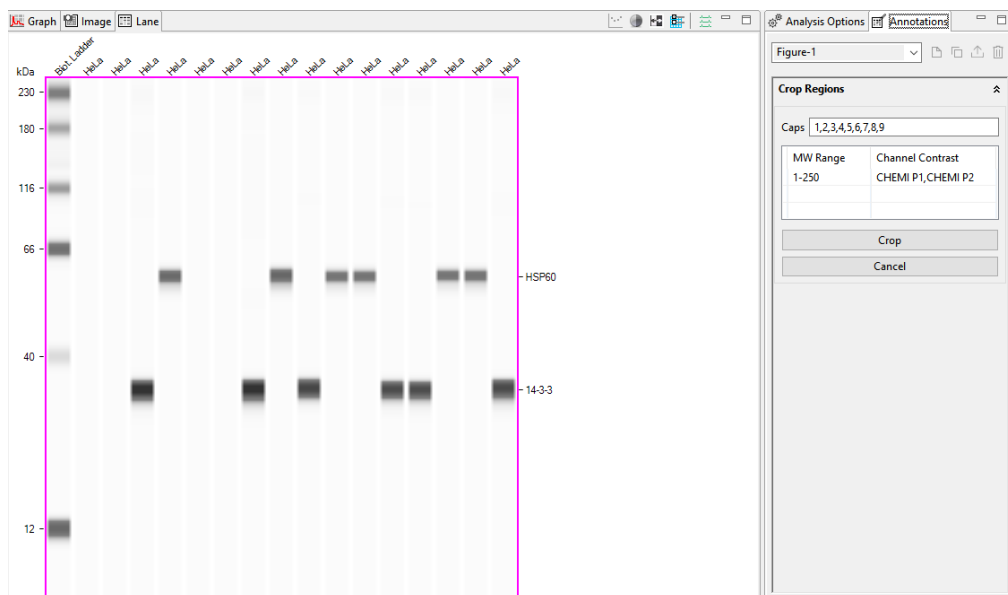 Graph Image Lane
Analysis Options Annotations
Figure-1
Crop Regions
Caps 1,2,3,4,5,6,7,8,9
MW Range Channel Contrast
1-250 CHEMI P1,CHEMI P2
Crop
Cancel
kDa Biot. Ladder HeLa HeLa HeLa HeLa HeLa HeLa HeLa HeLa HeLa HeLa HeLa HeLa HeLa HeLa HeLa HeLa
230
180
116
66
HSP60
40
14-3-3
12